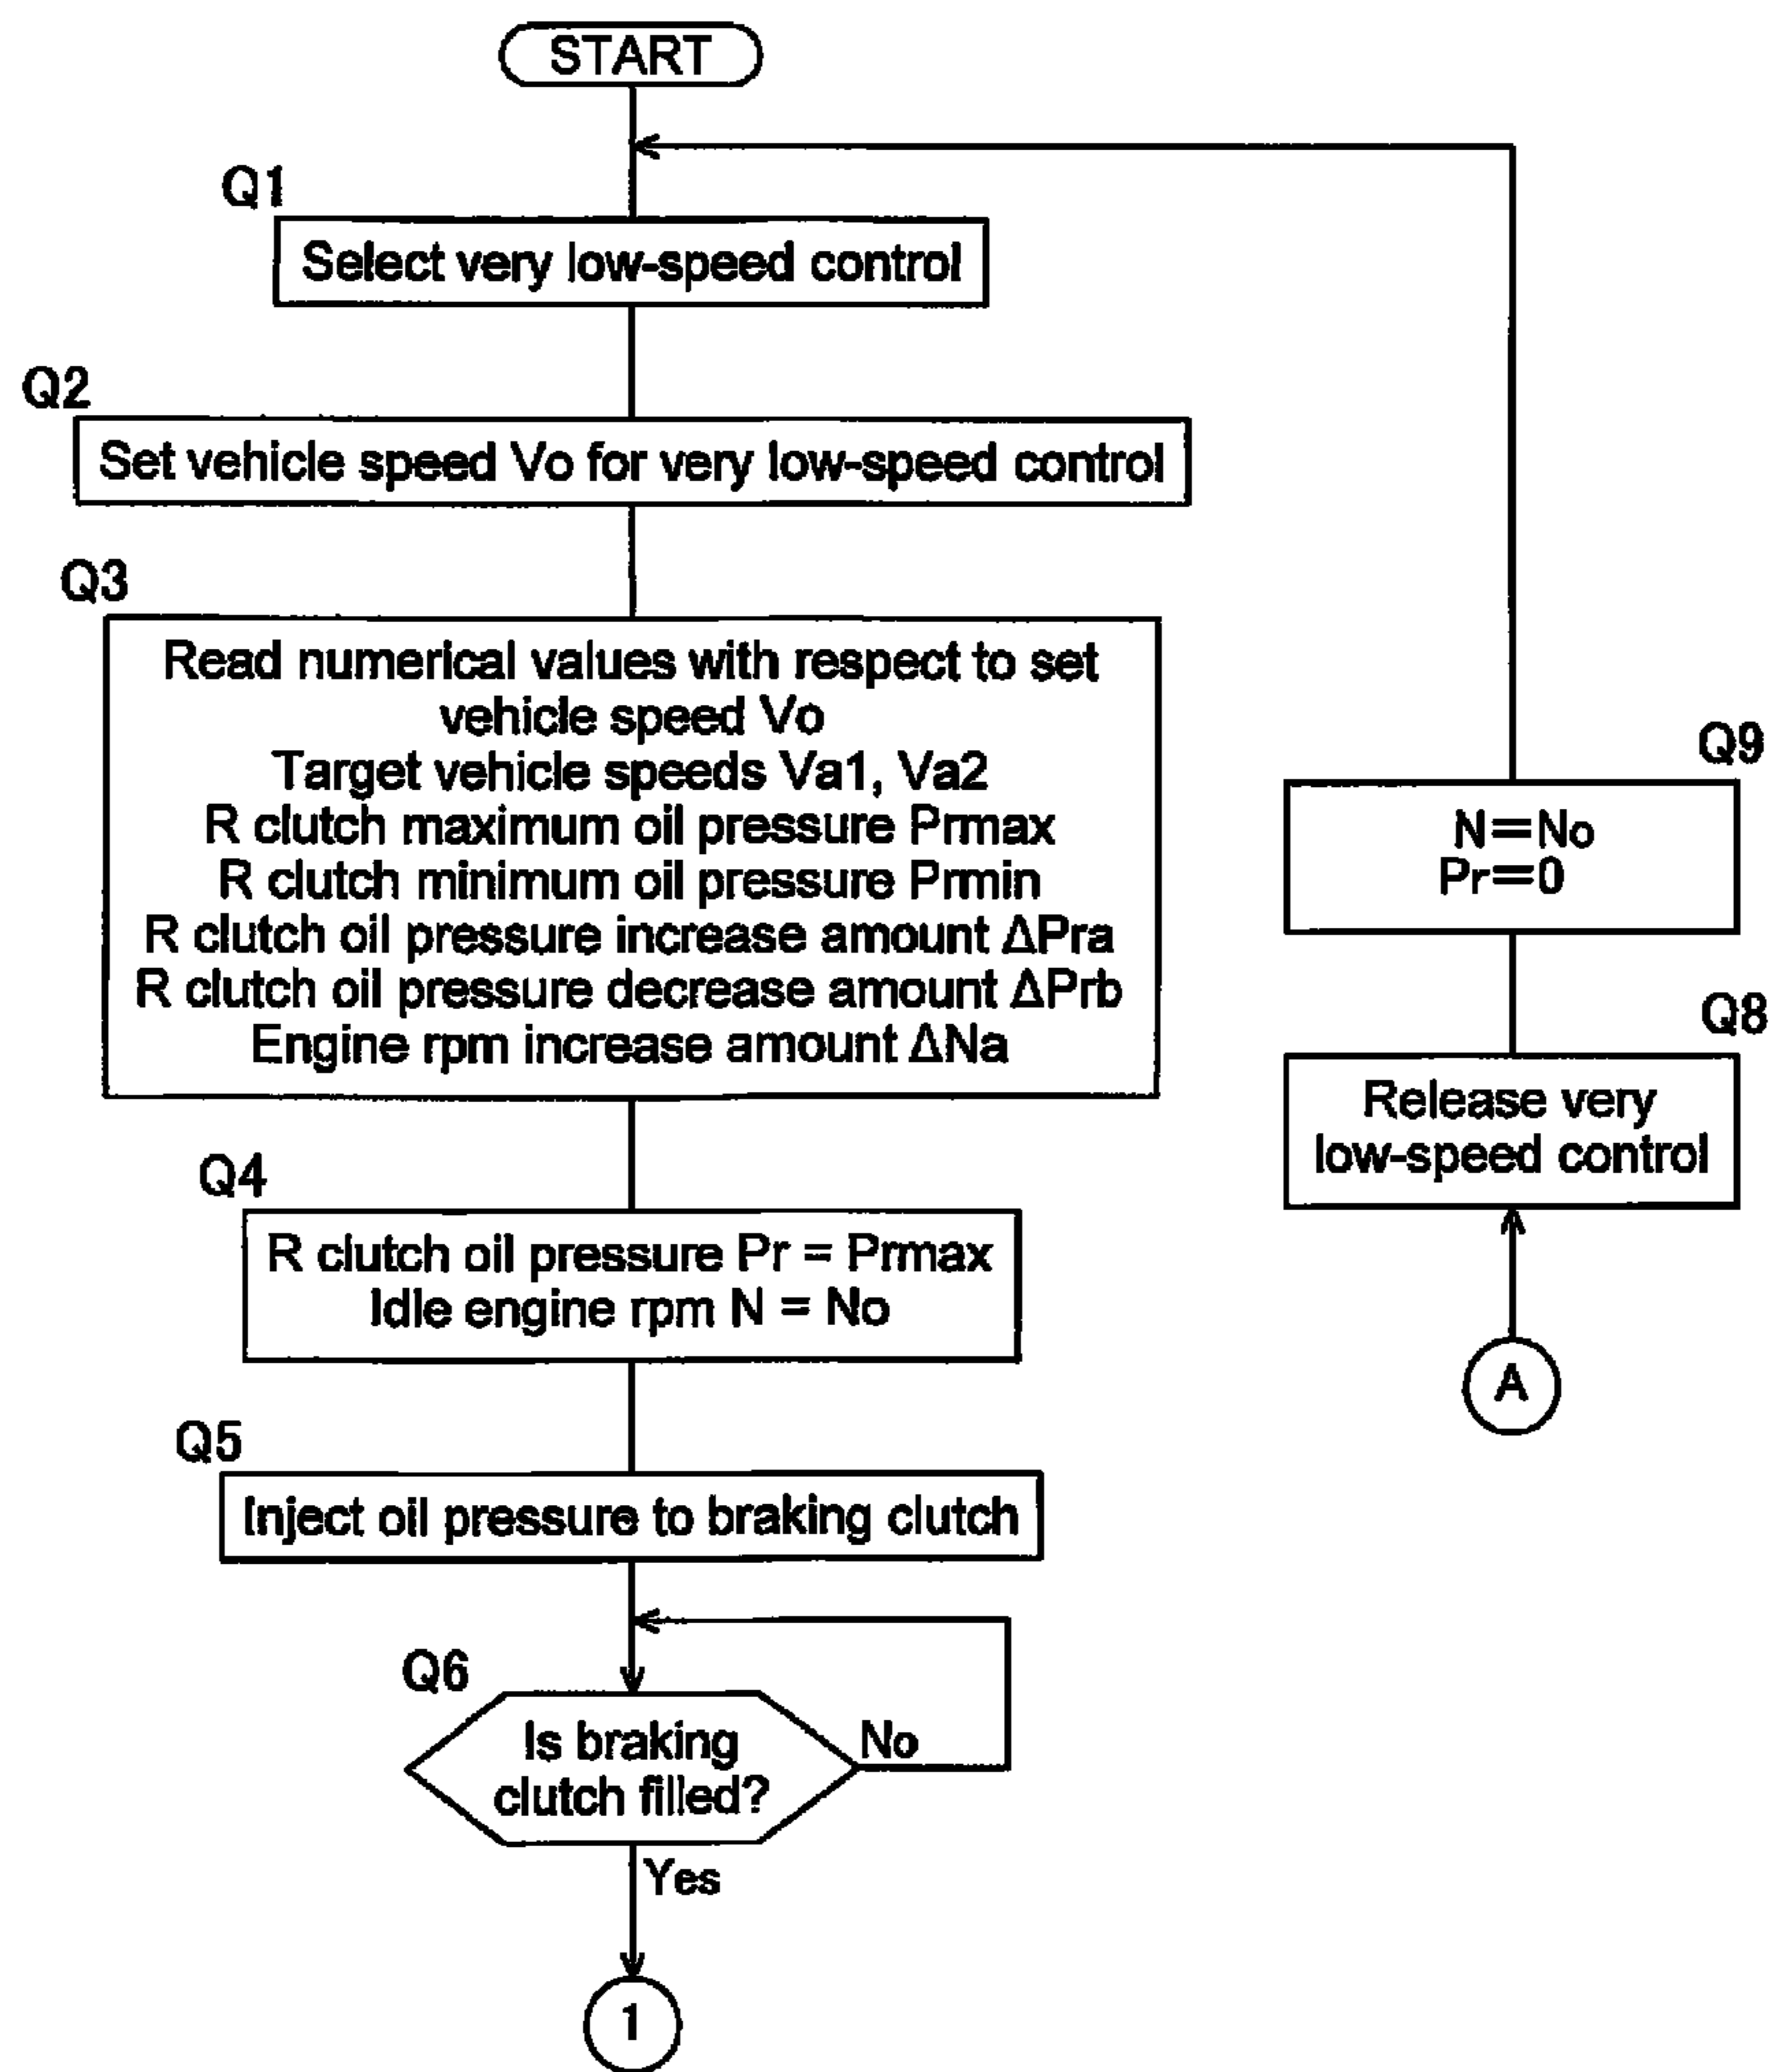 START
Q1
Select very low-speed control
Q2
Set vehicle speed Vo for very low-speed control
Q3
Read numerical values with respect to set
vehicle speed Vo
Target vehicle speeds Va1, Va2
R clutch maximum oil pressure Prmax
R clutch minimum oil pressure Prmin
R clutch oil pressure increase amount ΔPra
R clutch oil pressure decrease amount ΔPrb
Engine rpm increase amount ΔNa
Q4
R clutch oil pressure Pr = Prmax
Idle engine rpm N = No
Q5
Inject oil pressure to braking clutch
Q6
Is braking
clutch filled?
No
Yes
1
Q9
N=No
Pr=0
Q8
Release very
low-speed control
A